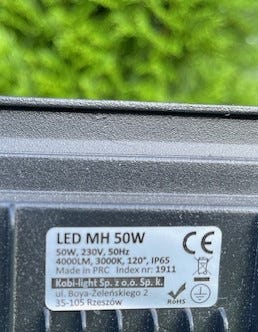 LED MH 50W
50W, 230V, 50Hz
4000LM, 3000K, 120°, IP65
Made in PRC Index nr: 1911
Kobi-light Sp. z o.o. Sp. k.
ul. Boya-Żeleńskiego 2
35-105 Rzeszów
CE
RoHS